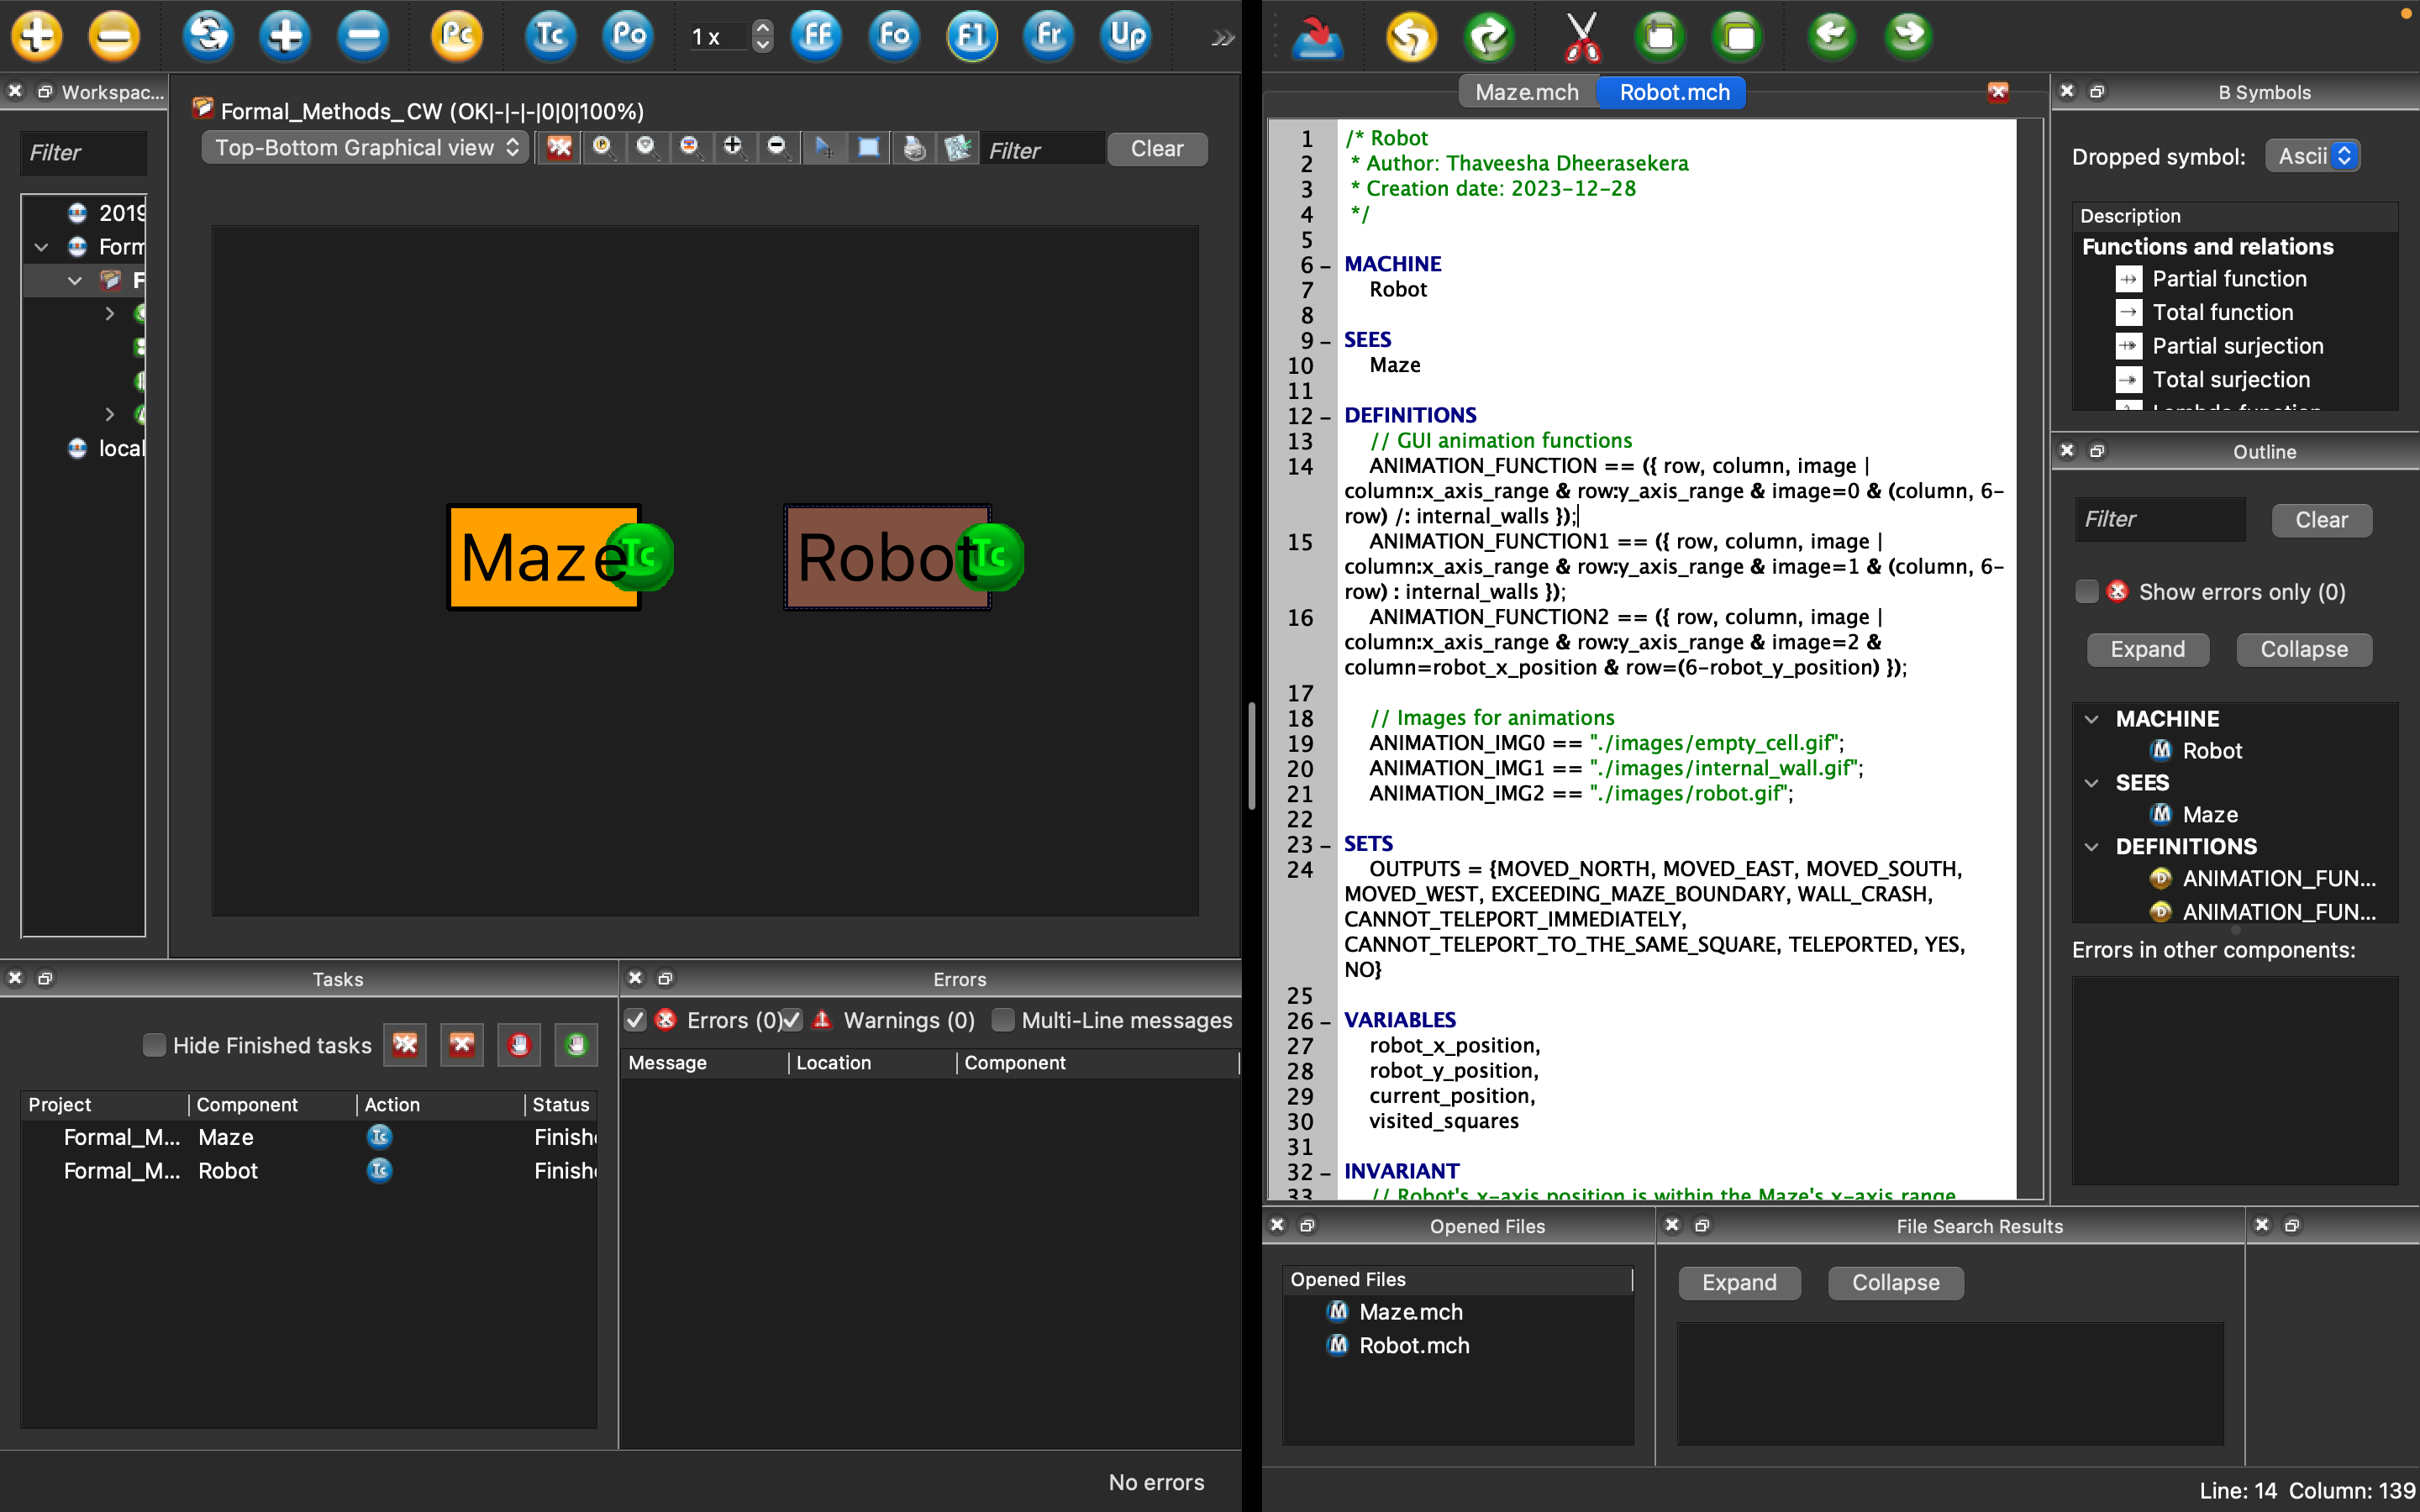 Pc
Tc
Po
1 x
FF
Fo
F1
Fr
Up
»
Workspac...
Filter
2019
Form
F
local
Formal_Methods_CW (OK|-|-|-|0|0|100%)
Top-Bottom Graphical view
Filter
Clear
Maze
Tc
Robot
Tc
Tasks
Hide Finished tasks
Project Component Action Status
Formal_M... Maze Tc Finish
Formal_M... Robot Tc Finish
Errors
Errors (0) Warnings (0) Multi-Line messages
Message Location Component
No errors
Maze.mch
Robot.mch
1 /* Robot
2 * Author: Thaveesha Dheerasekera
3 * Creation date: 2023-12-28
4 */
5
6 MACHINE
7 Robot
8
9 SEES
10 Maze
11
12 DEFINITIONS
13 // GUI animation functions
14 ANIMATION_FUNCTION == ({ row, column, image |
column:x_axis_range & row:y_axis_range & image=0 & (column, 6-
row) /: internal_walls });
15 ANIMATION_FUNCTION1 == ({ row, column, image |
column:x_axis_range & row:y_axis_range & image=1 & (column, 6-
row) : internal_walls });
16 ANIMATION_FUNCTION2 == ({ row, column, image |
column:x_axis_range & row:y_axis_range & image=2 &
column=robot_x_position & row=(6-robot_y_position) });
17
18 // Images for animations
19 ANIMATION_IMG0 == "./images/empty_cell.gif";
20 ANIMATION_IMG1 == "./images/internal_wall.gif";
21 ANIMATION_IMG2 == "./images/robot.gif";
22
23 SETS
24 OUTPUTS = {MOVED_NORTH, MOVED_EAST, MOVED_SOUTH,
MOVED_WEST, EXCEEDING_MAZE_BOUNDARY, WALL_CRASH,
CANNOT_TELEPORT_IMMEDIATELY,
CANNOT_TELEPORT_TO_THE_SAME_SQUARE, TELEPORTED, YES,
NO}
25
26 VARIABLES
27 robot_x_position,
28 robot_y_position,
29 current_position,
30 visited_squares
31
32 INVARIANT
33 // Robot's x-axis position is within the Maze's x-axis range
B Symbols
Dropped symbol: Ascii
Description
Functions and relations
Partial function
Total function
Partial surjection
Total surjection
Lambda function
Outline
Filter
Clear
Show errors only (0)
Expand
Collapse
MACHINE
Robot
SEES
Maze
DEFINITIONS
ANIMATION_FUN...
ANIMATION_FUN...
Errors in other components:
Opened Files
Opened Files
Maze.mch
Robot.mch
File Search Results
Expand
Collapse
Line: 14 Column: 139